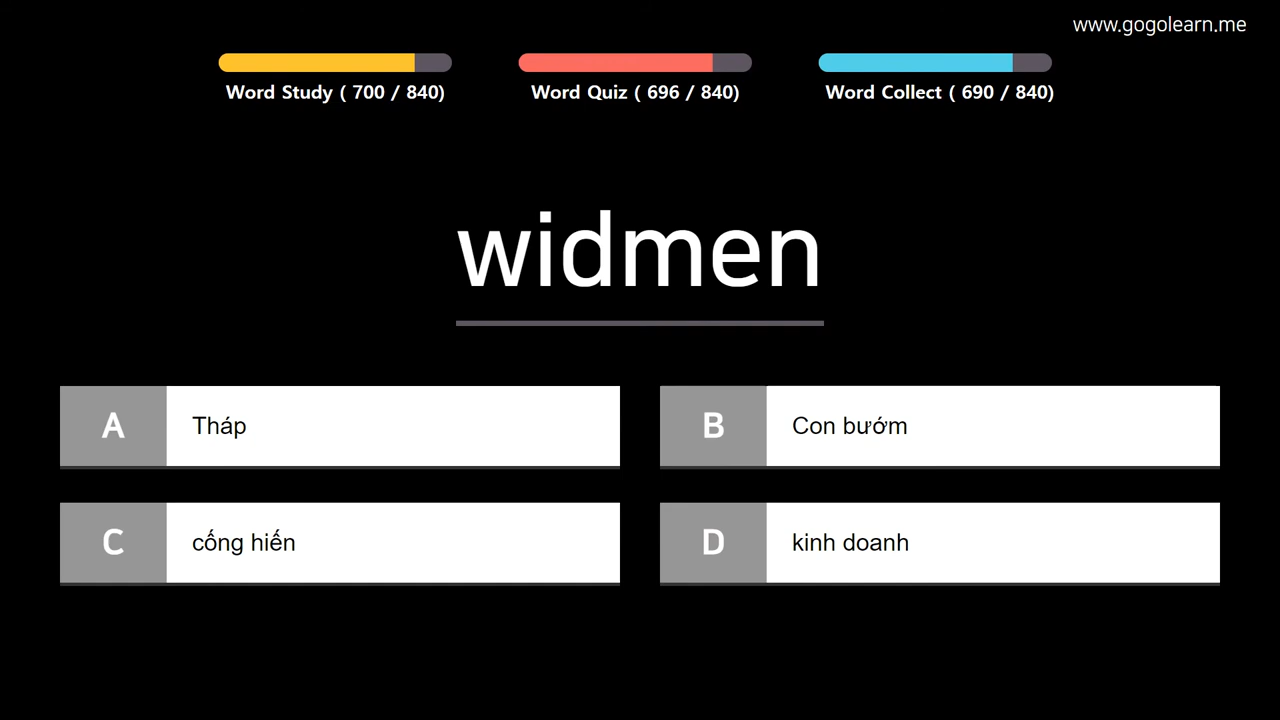 www.gogolearn.me
Word Study ( 700 / 840)
Word Quiz ( 696 / 840)
Word Collect ( 690 / 840)
widmen
A Tháp
B Con bướm
C cống hiến
D kinh doanh